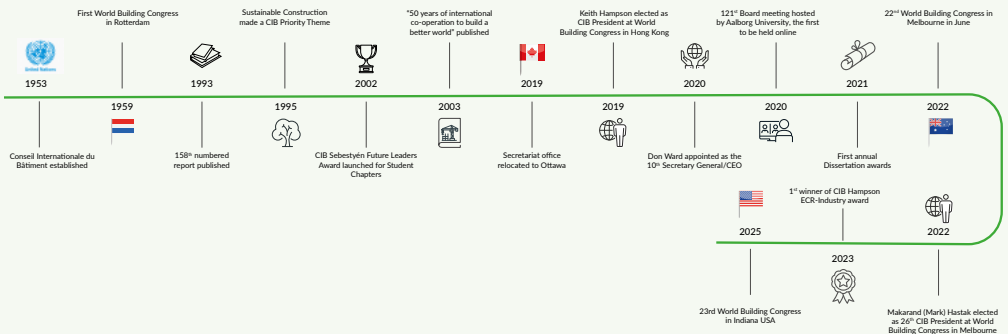 First World Building Congress
in Rotterdam
Sustainable Construction
made a CIB Priority Theme
"50 years of international
co-operation to build a
better world" published
Keith Hampson elected as
CIB President at World
Building Congress in Hong Kong
121st Board meeting hosted
by Aalborg University, the first
to be held online
22nd World Building Congress in
Melbourne in June
United Nations
1953
1993
2002
2019
2020
2021
1959
1995
2003
2019
2020
2022
Conseil Internationale du
Bâtiment established
158th numbered
report published
CIB Sebestyén Future Leaders
Award launched for Student
Chapters
Secretariat office
relocated to Ottawa
Don Ward appointed as the
10th Secretary General/CEO
First annual
Dissertation awards
1st winner of CIB Hampson
ECR-Industry award
2025
2022
2023
23rd World Building Congress
in Indiana USA
Makarand (Mark) Hastak elected
as 26th CIB President at World
Building Congress in Melbourne